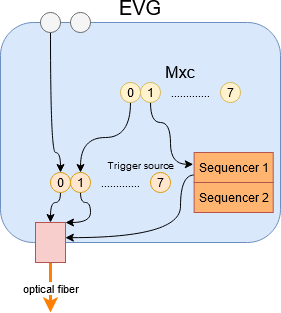 EVG
Mxc
0 1 ............. 7
Trigger source
Sequencer 1
0 1 ............. 7
Sequencer 2
optical fiber